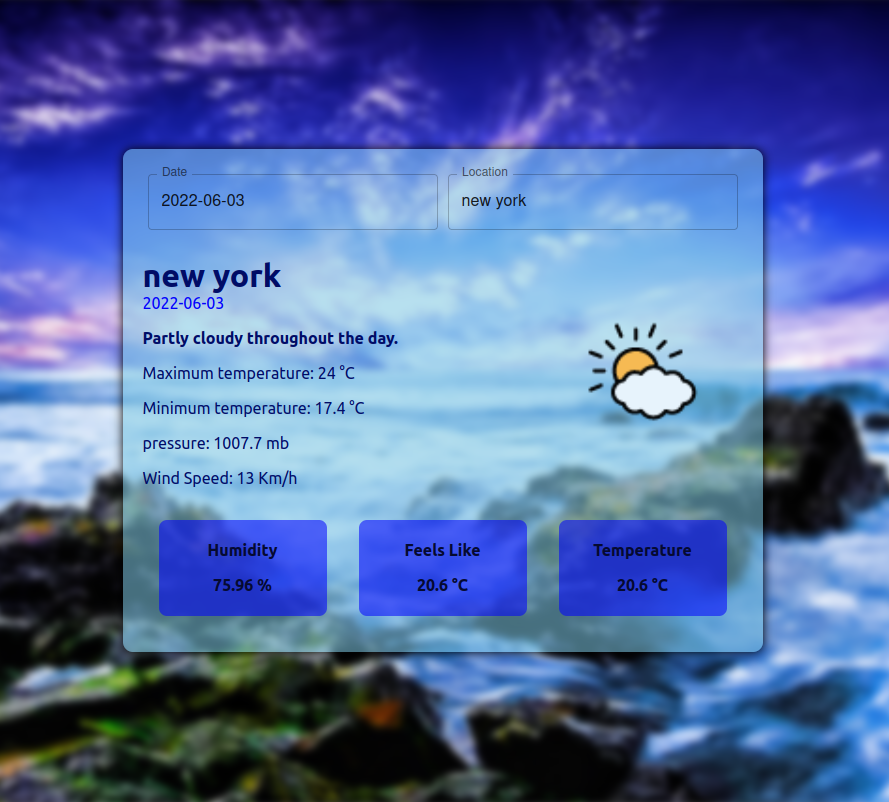 Date
Location
2022-06-03
new york
new york
2022-06-03
Partly cloudy throughout the day.
Maximum temperature: 24 °C
Minimum temperature: 17.4 °C
pressure: 1007.7 mb
Wind Speed: 13 Km/h
Humidity
75.96 %
Feels Like
20.6 °C
Temperature
20.6 °C